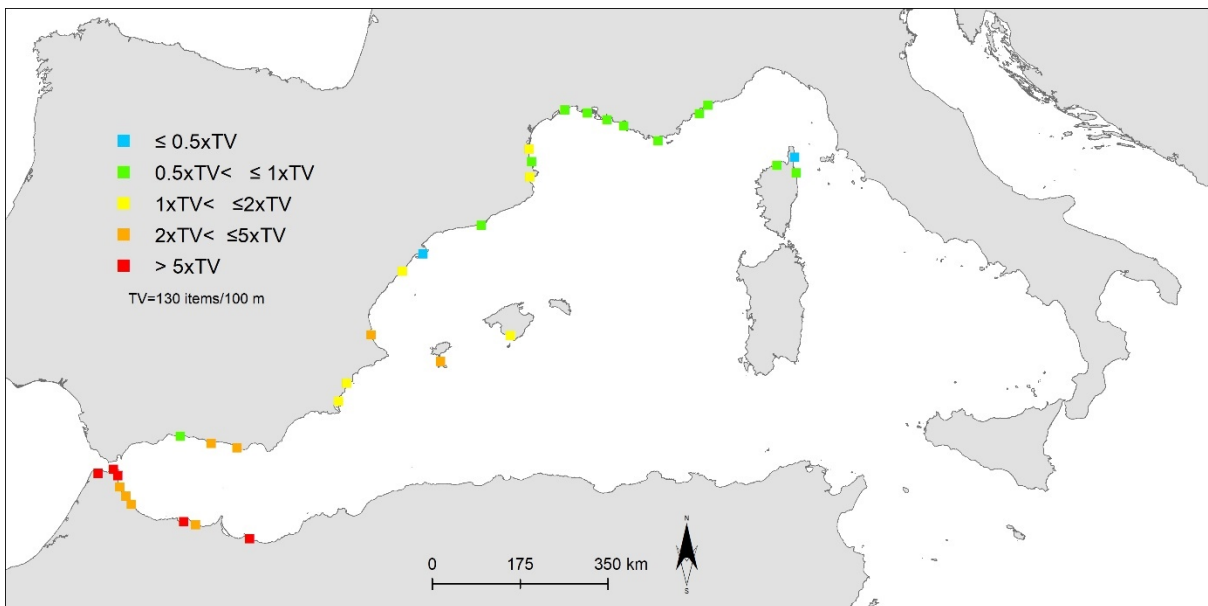 ≤ 0.5xTV
0.5xTV< ≤ 1xTV
1xTV< ≤2xTV
2xTV< ≤5xTV
> 5xTV
TV=130 items/100 m
N
S
0 175 350 km